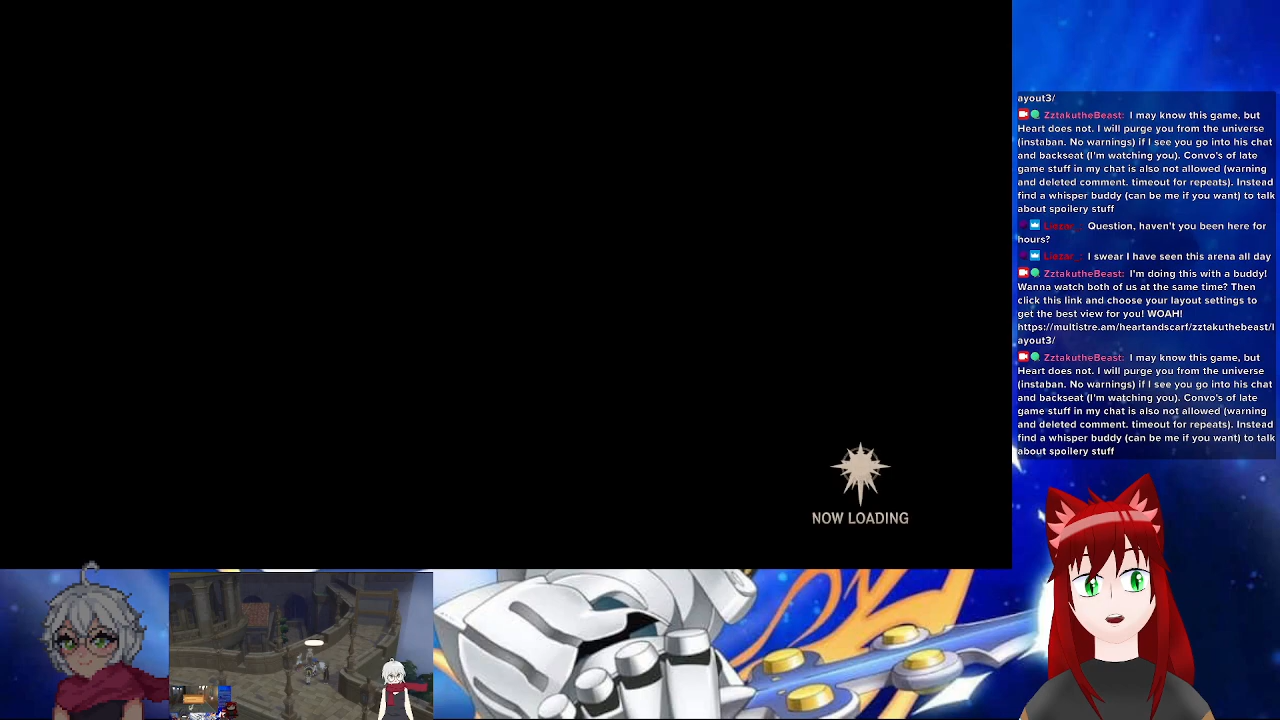 ayout3/
ZztakutheBeast: I may know this game, but
Heart does not. I will purge you from the universe
(instaban. No warnings) if I see you go into his chat
and backseat (I'm watching you). Convo's of late
game stuff in my chat is also not allowed (warning
and deleted comment. timeout for repeats). Instead
find a whisper buddy (can be me if you want) to talk
about spoilery stuff
Liezar_: Question, haven't you been here for
hours?
Liezar_: I swear I have seen this arena all day
ZztakutheBeast: I'm doing this with a buddy!
Wanna watch both of us at the same time? Then
click this link and choose your layout settings to
get the best view for you! WOAH!
https://multistre.am/heartandscarf/zztakuthebeast/l
ayout3/
ZztakutheBeast: I may know this game, but
Heart does not. I will purge you from the universe
(instaban. No warnings) if I see you go into his chat
and backseat (I'm watching you). Convo's of late
game stuff in my chat is also not allowed (warning
and deleted comment. timeout for repeats). Instead
find a whisper buddy (can be me if you want) to talk
about spoilery stuff
NOW LOADING